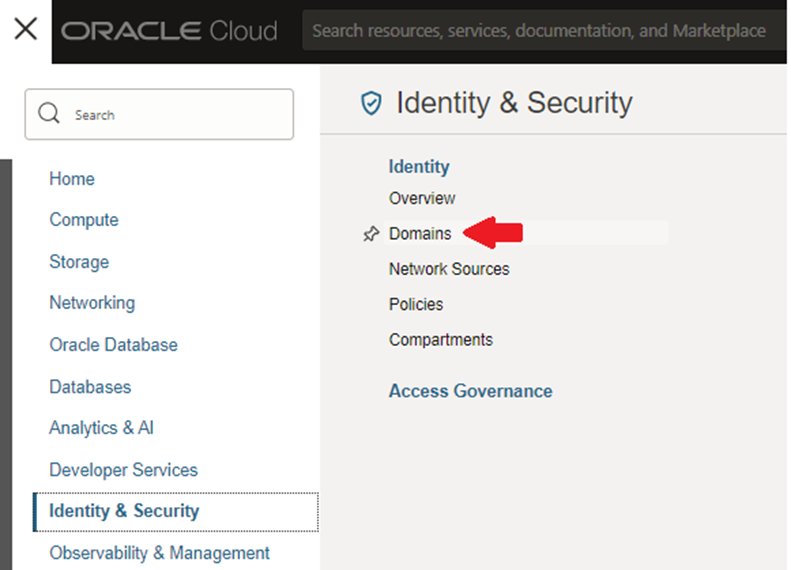 ORACLE Cloud
Search resources, services, documentation, and Marketplace
Search
Home
Compute
Storage
Networking
Oracle Database
Databases
Analytics & AI
Developer Services
Identity & Security
Observability & Management
Identity & Security
Identity
Overview
Domains
Network Sources
Policies
Compartments
Access Governance